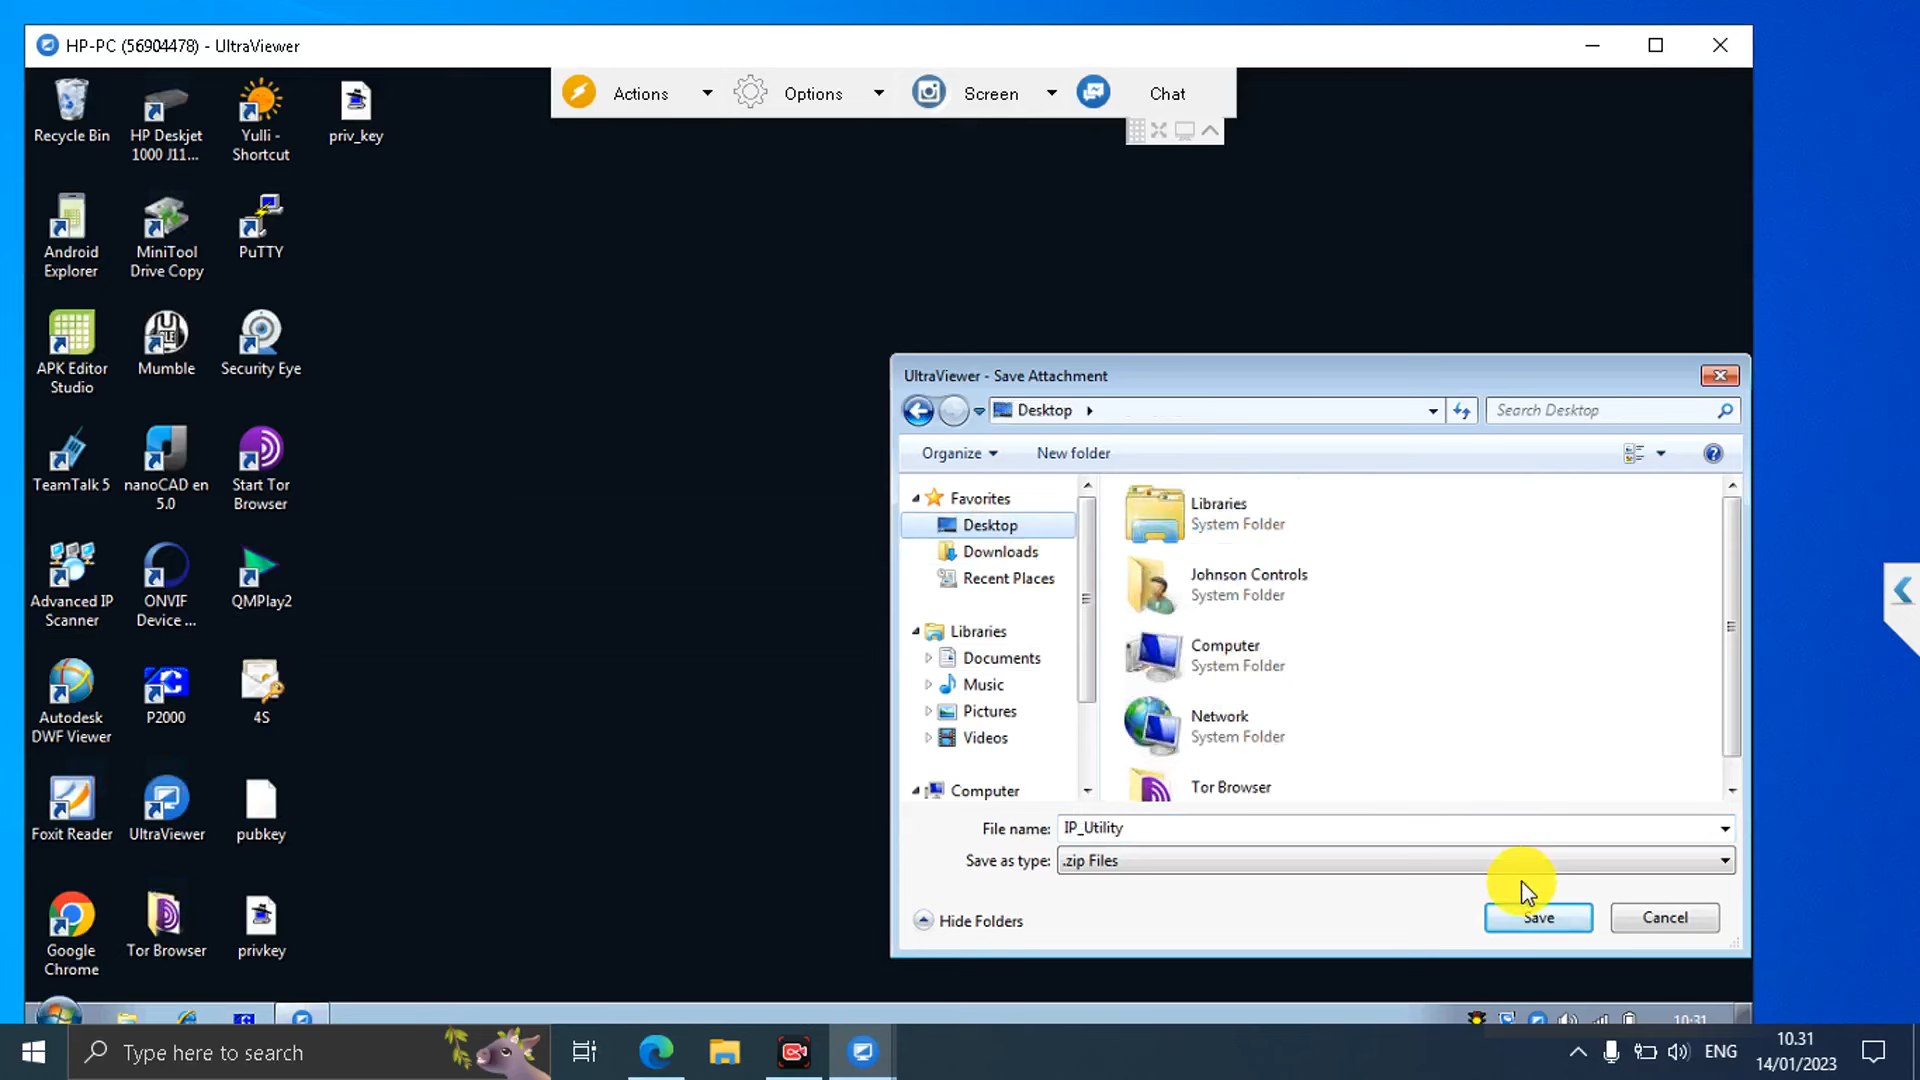 HP-PC (56904478) - UltraViewer
Actions
Options
Screen
Chat
Recycle Bin
HP Deskjet
1000 J11...
Yulli -
Shortcut
priv_key
Android
Explorer
MiniTool
Drive Copy
PuTTY
APK Editor
Studio
Mumble
Security Eye
TeamTalk 5
nanoCAD en
5.0
Start Tor
Browser
Advanced IP
Scanner
ONVIF
Device ...
QMPlay2
Autodesk
DWF Viewer
P2000
4S
Foxit Reader
UltraViewer
pubkey
Google
Chrome
Tor Browser
privkey
UltraViewer - Save Attachment
Desktop
Search Desktop
Organize
New folder
Favorites
Desktop
Downloads
Recent Places
Libraries
Documents
Music
Pictures
Videos
Computer
Libraries
System Folder
Johnson Controls
System Folder
Computer
System Folder
Network
System Folder
Tor Browser
File name: IP_Utility
Save as type: .zip Files
Hide Folders
Save
Cancel
10:31
Type here to search
ENG
10.31
14/01/2023